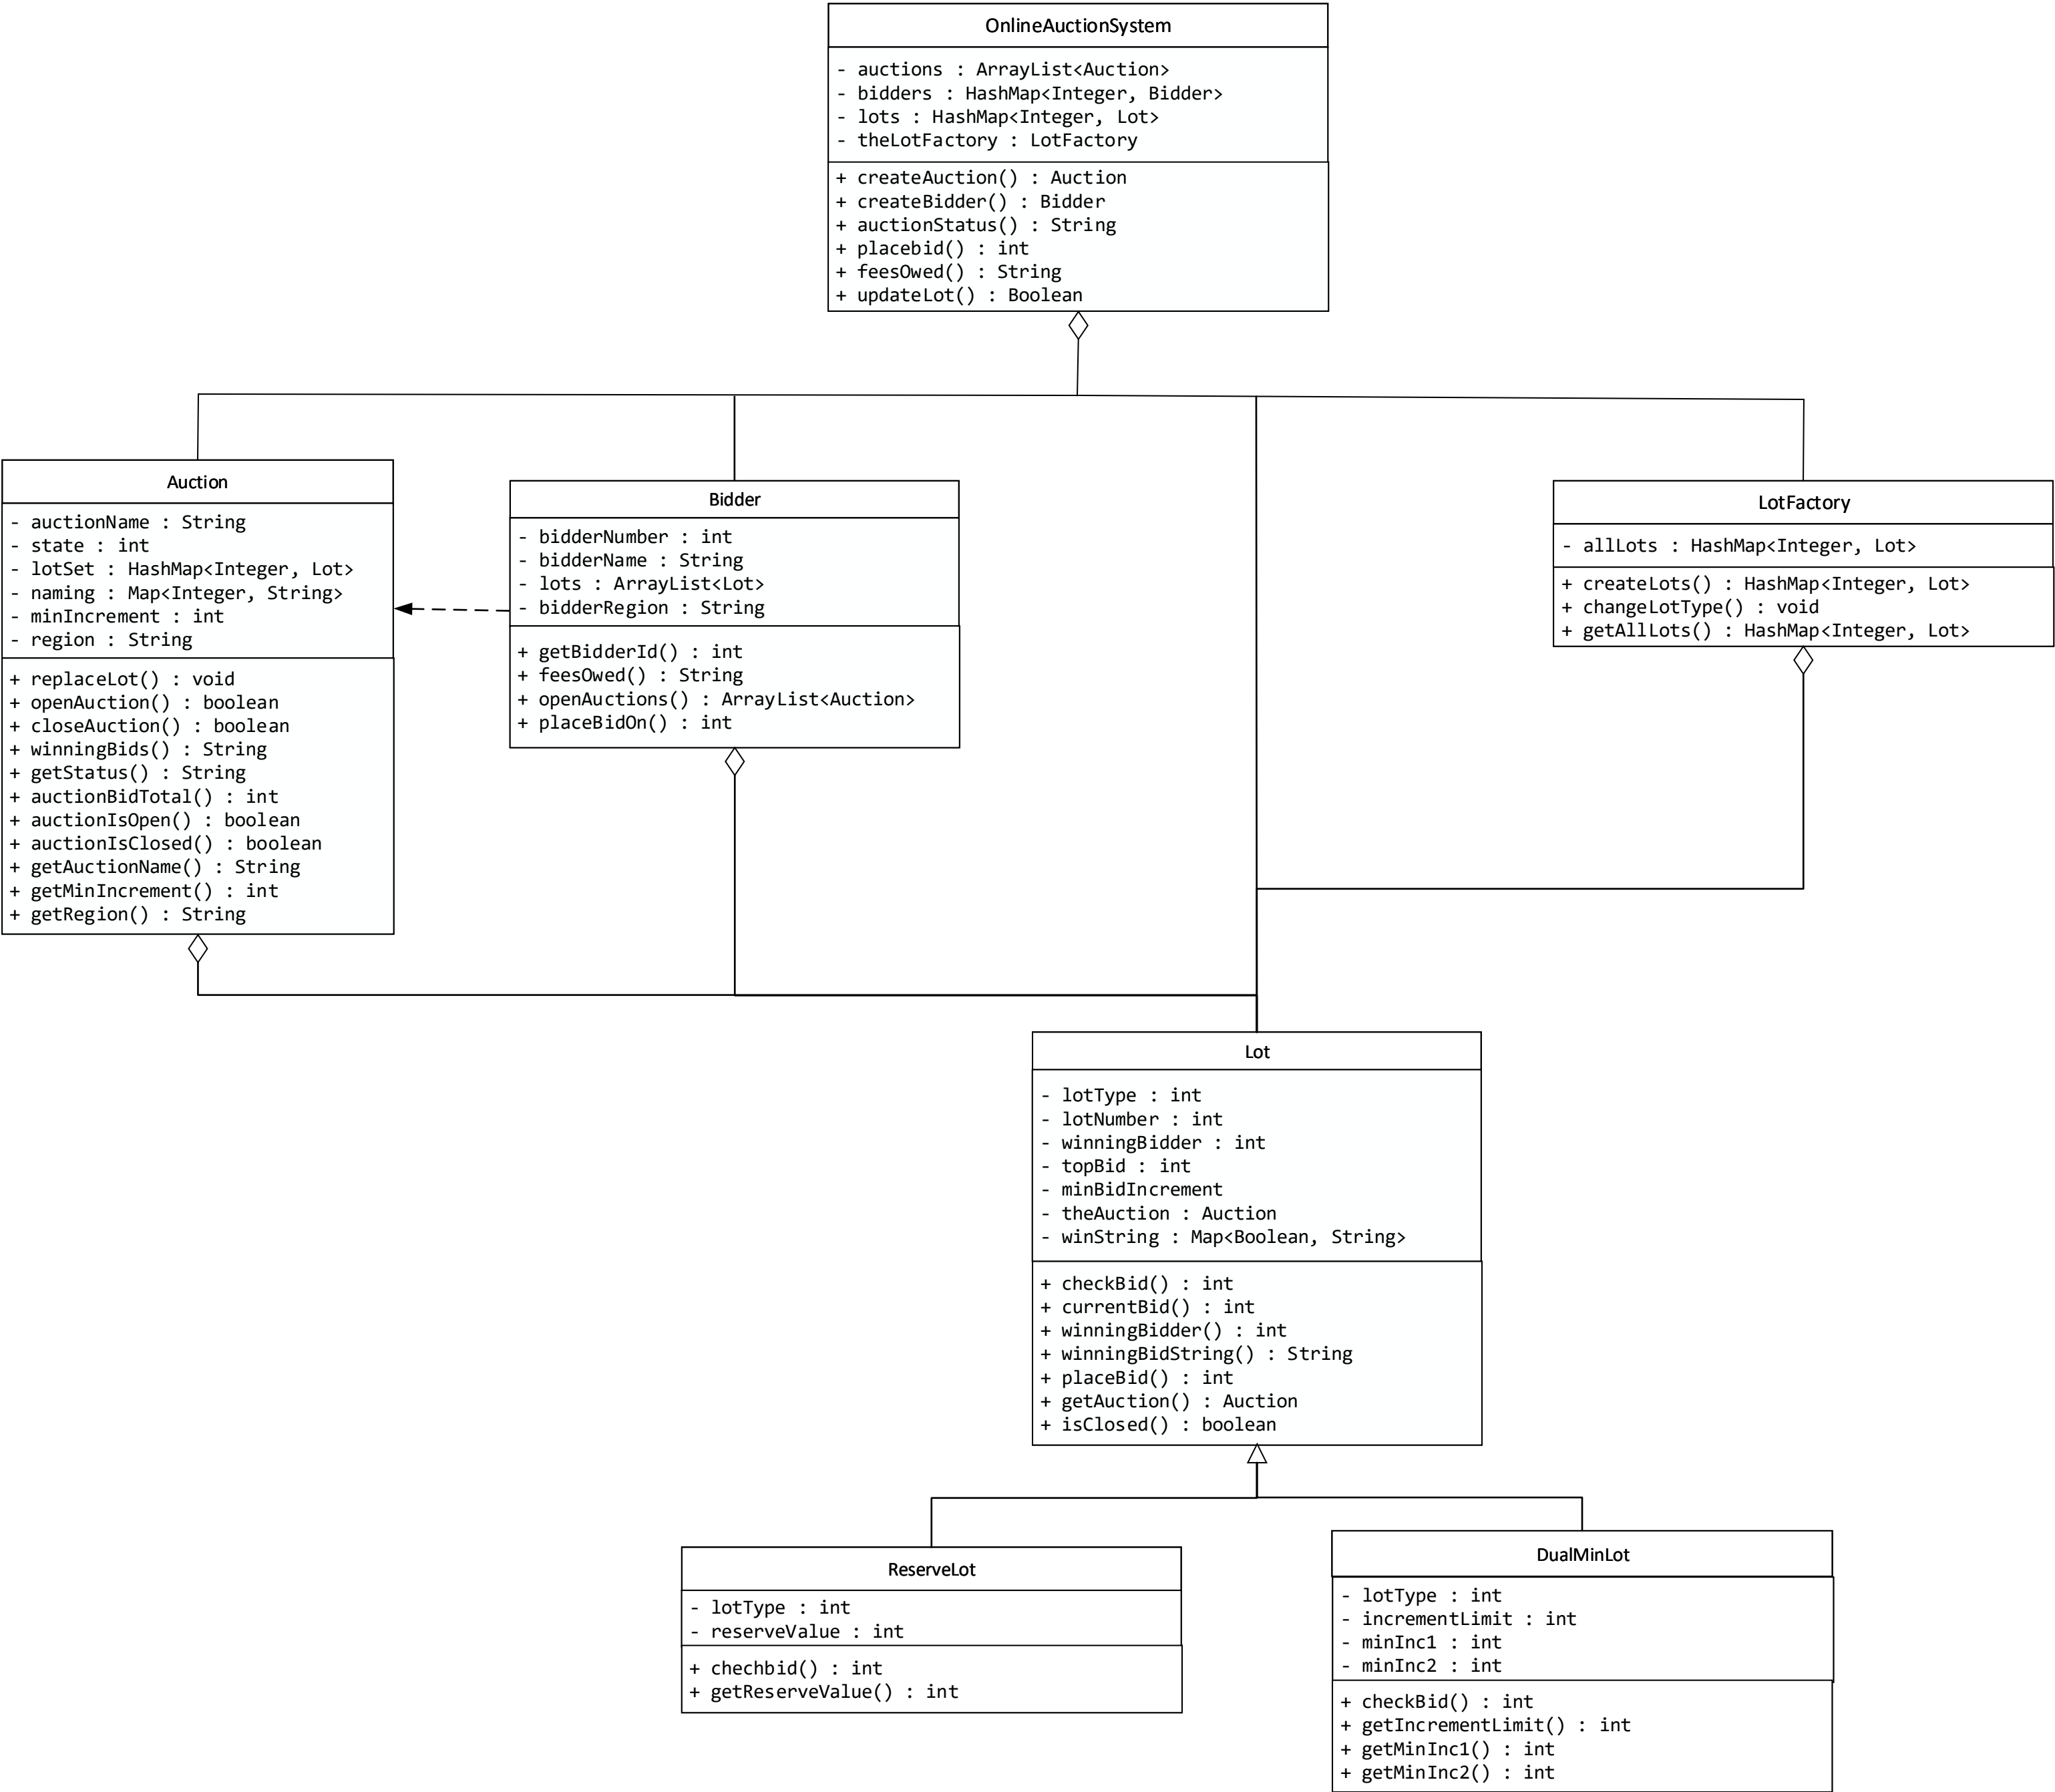 OnlineAuctionSystem
- auctions : ArrayList<Auction>
- bidders : HashMap<Integer, Bidder>
- lots : HashMap<Integer, Lot>
- theLotFactory : LotFactory
+ createAuction() : Auction
+ createBidder() : Bidder
+ auctionStatus() : String
+ placebid() : int
+ feesOwed() : String
+ updateLot() : Boolean
Auction
- auctionName : String
- state : int
- lotSet : HashMap<Integer, Lot>
- naming : Map<Integer, String>
- minIncrement : int
- region : String
+ replaceLot() : void
+ openAuction() : boolean
+ closeAuction() : boolean
+ winningBids() : String
+ getStatus() : String
+ auctionBidTotal() : int
+ auctionIsOpen() : boolean
+ auctionIsClosed() : boolean
+ getAuctionName() : String
+ getMinIncrement() : int
+ getRegion() : String
Bidder
- bidderNumber : int
- bidderName : String
- lots : ArrayList<Lot>
- bidderRegion : String
+ getBidderId() : int
+ feesOwed() : String
+ openAuctions() : ArrayList<Auction>
+ placeBidOn() : int
LotFactory
- allLots : HashMap<Integer, Lot>
+ createLots() : HashMap<Integer, Lot>
+ changeLotType() : void
+ getAllLots() : HashMap<Integer, Lot>
Lot
- lotType : int
- lotNumber : int
- winningBidder : int
- topBid : int
- minBidIncrement
- theAuction : Auction
- winString : Map<Boolean, String>
+ checkBid() : int
+ currentBid() : int
+ winningBidder() : int
+ winningBidString() : String
+ placeBid() : int
+ getAuction() : Auction
+ isClosed() : boolean
ReserveLot
- lotType : int
- reserveValue : int
+ chechbid() : int
+ getReserveValue() : int
DualMinLot
- lotType : int
- incrementLimit : int
- minInc1 : int
- minInc2 : int
+ checkBid() : int
+ getIncrementLimit() : int
+ getMinInc1() : int
+ getMinInc2() : int